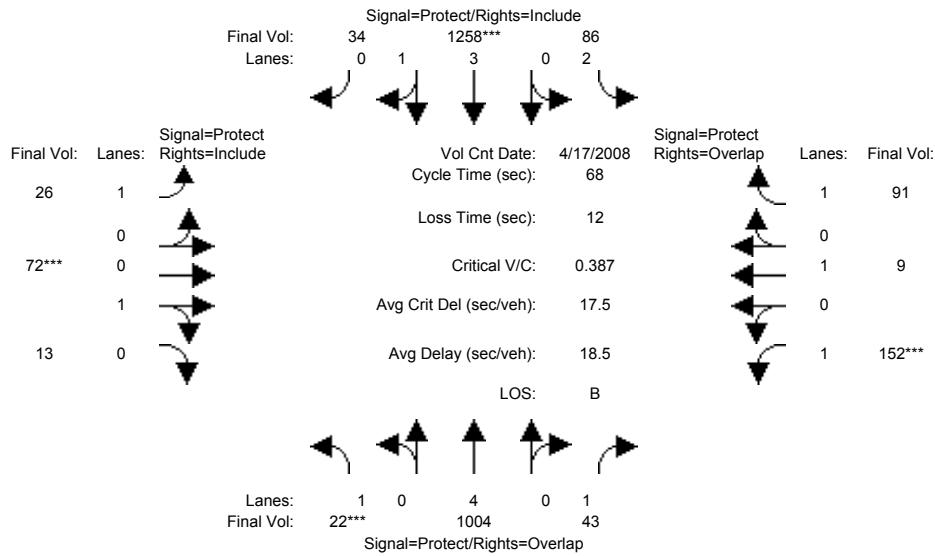 Signal=Protect/Rights=Include
Final Vol: 34 1258*** 86
Lanes: 0 1 3 0 2
Signal=Protect
Final Vol: Lanes: Rights=Include
Vol Cnt Date: 4/17/2008
Signal=Protect
Rights=Overlap Lanes: Final Vol:
Cycle Time (sec): 68
26 1
1 91
Loss Time (sec): 12
0
0
72*** 0
Critical V/C: 0.387
1 9
1
Avg Crit Del (sec/veh): 17.5
0
13 0
Avg Delay (sec/veh): 18.5
1 152***
LOS: B
Lanes: 1 0 4 0 1
Final Vol: 22*** 1004 43
Signal=Protect/Rights=Overlap